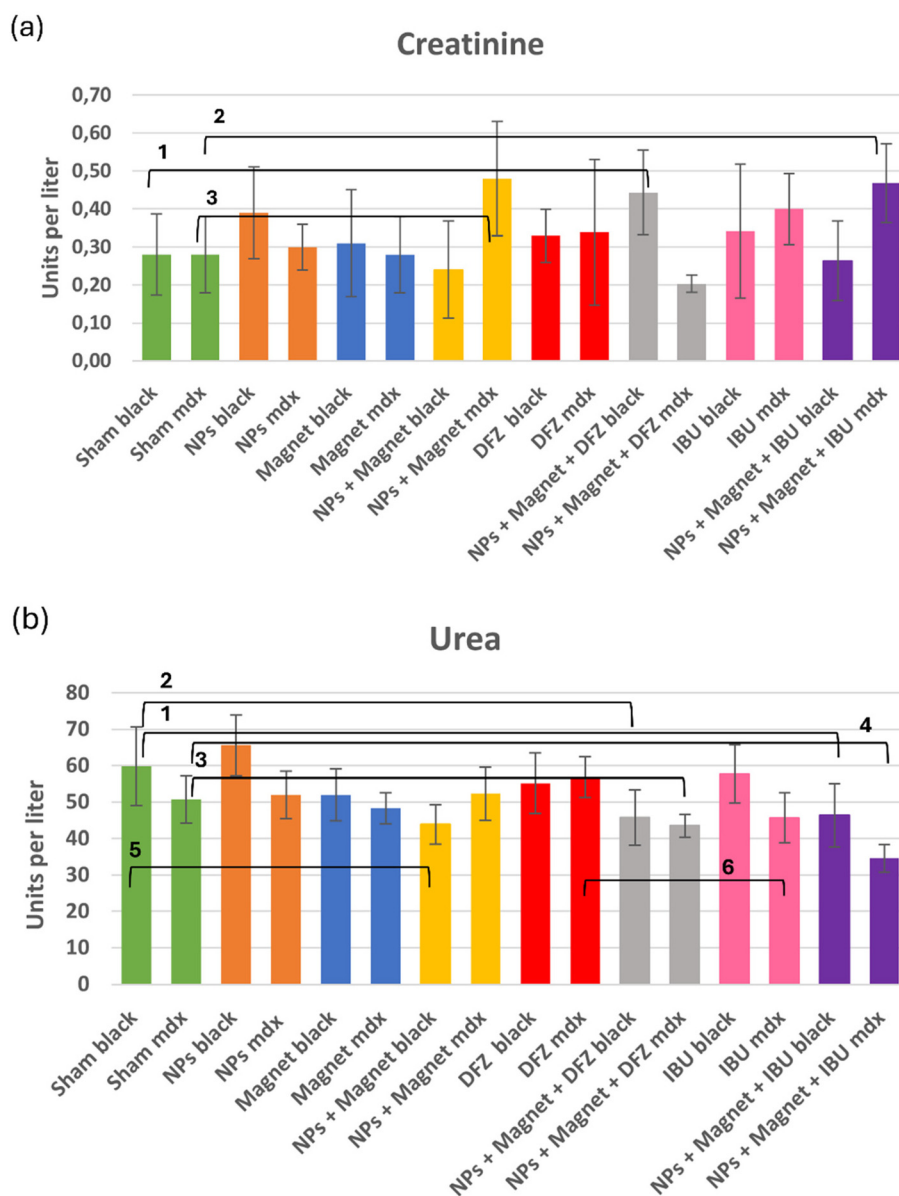 (a)
Creatinine
Units per liter
0,70
0,60
0,50
0,40
0,30
0,20
0,10
0,00
2
1
3
Sham black
Sham mdx
NPs black
NPs mdx
Magnet black
Magnet mdx
NPs + Magnet black
NPs + Magnet mdx
DFZ black
DFZ mdx
NPs + Magnet + DFZ black
NPs + Magnet + DFZ mdx
IBU black
IBU mdx
NPs + Magnet + IBU black
NPs + Magnet + IBU mdx
(b)
Urea
Units per liter
80
70
60
50
40
30
20
10
0
2
1
4
3
5
6
Sham black
Sham mdx
NPs black
NPs mdx
Magnet black
Magnet mdx
NPs + Magnet black
NPs + Magnet mdx
DFZ black
DFZ mdx
NPs + Magnet + DFZ black
NPs + Magnet + DFZ mdx
IBU black
IBU mdx
NPs + Magnet + IBU black
NPs + Magnet + IBU mdx